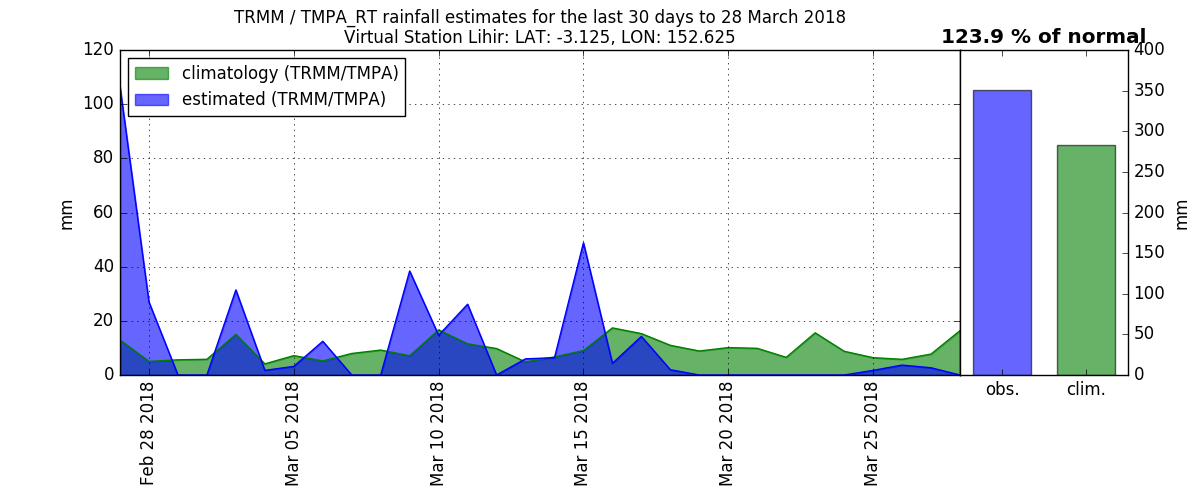 TRMM / TMPA_RT rainfall estimates for the last 30 days to 28 March 2018
Virtual Station Lihir: LAT: -3.125, LON: 152.625
123.9 % of normal
climatology (TRMM/TMPA)
estimated (TRMM/TMPA)
120
100
80
60
40
20
0
mm
Feb 28 2018
Mar 05 2018
Mar 10 2018
Mar 15 2018
Mar 20 2018
Mar 25 2018
400
350
300
250
200
150
100
50
0
mm
obs.
clim.